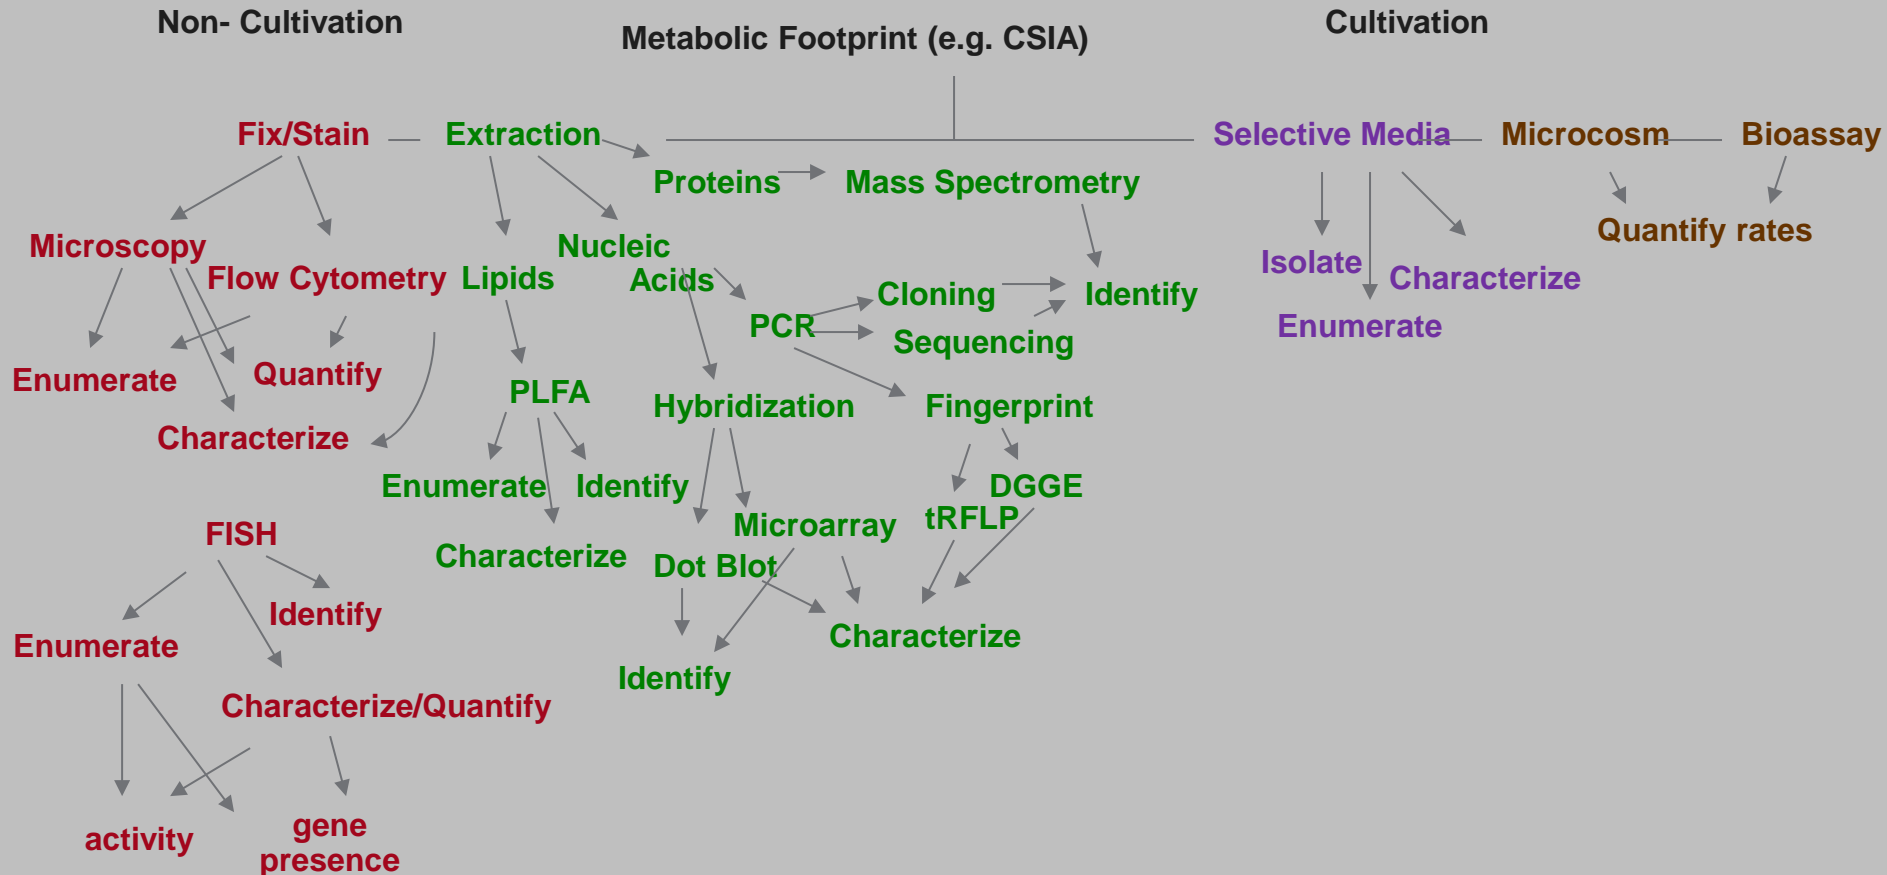 Non- Cultivation
Metabolic Footprint (e.g. CSIA)
Cultivation
Fix/Stain
Extraction
Selective Media
Microcosm
Bioassay
Proteins
Mass Spectrometry
Microscopy
Flow Cytometry
Lipids
Nucleic
Acids
Quantify rates
Isolate
Characterize
Enumerate
Cloning
Identify
PCR
Sequencing
Enumerate
Quantify
Characterize
PLFA
Hybridization
Fingerprint
Enumerate
Identify
Characterize
DGGE
tRFLP
Microarray
Dot Blot
Characterize
Identify
FISH
Identify
Enumerate
Characterize/Quantify
activity
gene
presence